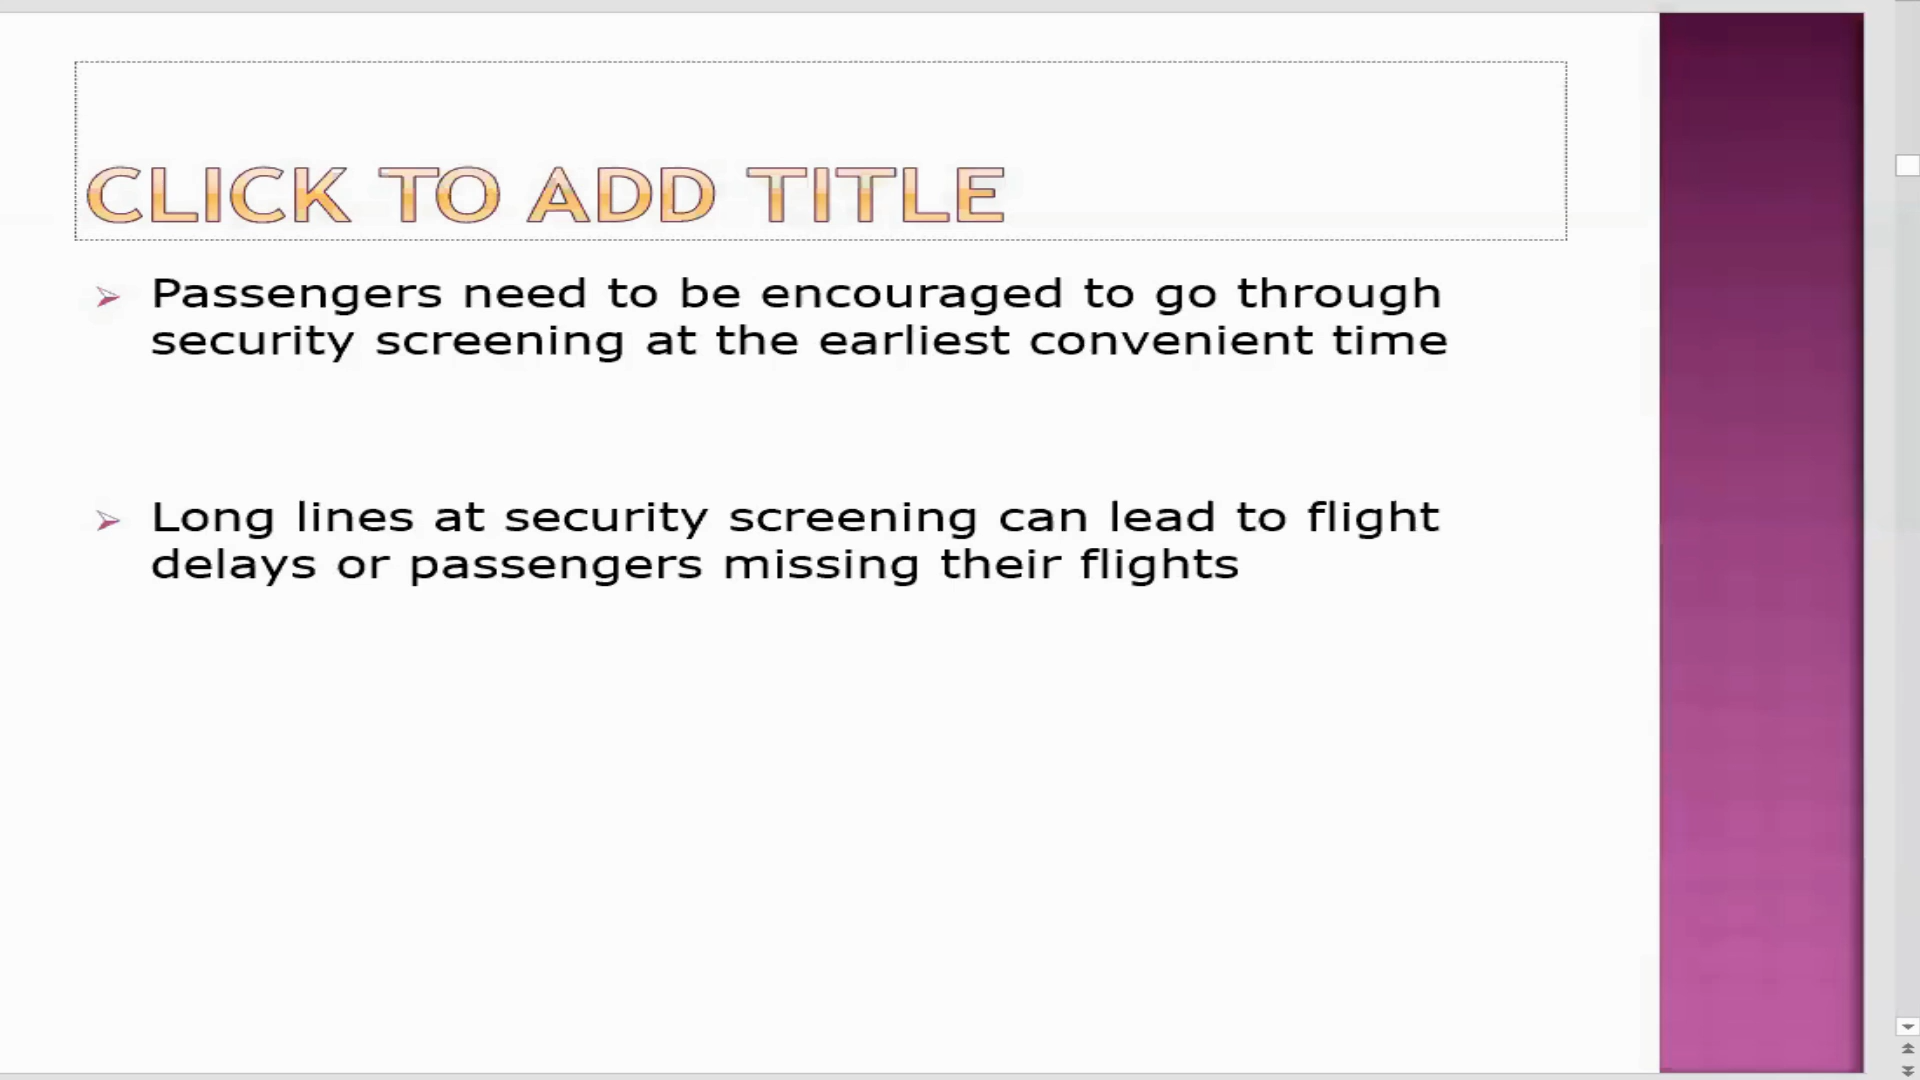 CLICK TO ADD TITLE
Passengers need to be encouraged to go through
security screening at the earliest convenient time
Long lines at security screening can lead to flight
delays or passengers missing their flights